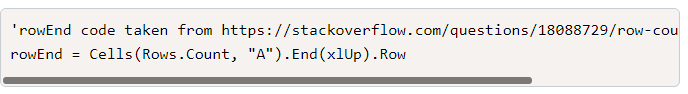 'rowEnd code taken from https://stackoverflow.com/questions/18088729/row-cou
rowEnd = Cells(Rows.Count, "A").End(xlUp).Row